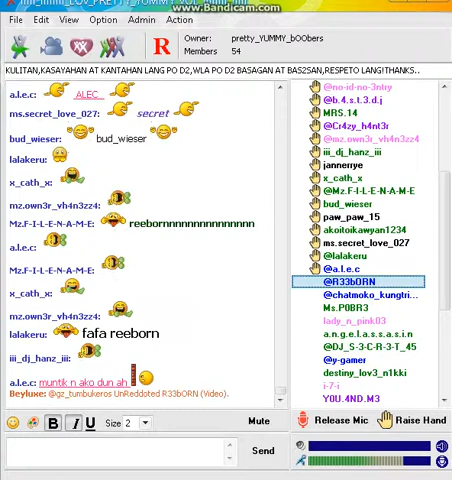 www.Bandicam.com
File Edit View Option Admin Action
R
Owner: pretty_YUMMY_bOObers
Members 54
KULITAN,KASAYAHAN AT KANTAHAN LANG PO D2,WLA PO D2 BASAGAN AT BAS2SAN,RESPETO LANG!THANKS..
a.l.e.c: ALEC
ms.secret_love_027: secret
bud_wieser: bud_wieser
lalakeru:
x_cath_x:
mz.own3r_vh4n3zz4:
Mz.F-I-L-E-N-A-M-E: reebornnnnnnnnnnnnnnn
a.l.e.c:
Mz.F-I-L-E-N-A-M-E:
x_cath_x:
mz.own3r_vh4n3zz4:
lalakeru: fafa reeborn
iii_dj_hanz_iii:
a.l.e.c: muntik n ako dun ah
Beyluxe: @gz_tumbukeros UnReddoted R33bORN (Video).
@no-id-no-3ntry
@b.4.s.t.3.d.j
MRS.14
@Cr4zy_h4nt3r
@mz.own3r_vh4n3zz4
iii_dj_hanz_iii
jannerrye
x_cath_x
@Mz.F-I-L-E-N-A-M-E
bud_wieser
paw_paw_15
akoitoikawyan1234
ms.secret_love_027
@lalakeru
@a.l.e.c
@R33bORN
@chatmoko_kungtri...
Ms.P0BR3
lady_n_pink03
a.n.g.e.l.a.s.s.a.s.i.n
@DJ_S-3-C-R-3-T_45
@y-gamer
destiny_lov3_n1kki
i-7-i
Y0U.4ND.M3
B I U Size 2 Mute
Release Mic Raise Hand
Send